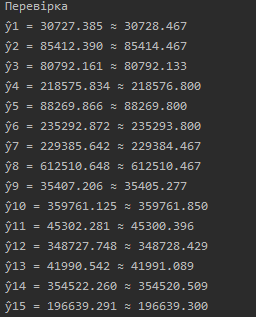 Перевірка
ŷ1 = 30727.385 ≈ 30728.467
ŷ2 = 85412.390 ≈ 85414.467
ŷ3 = 80792.161 ≈ 80792.133
ŷ4 = 218575.834 ≈ 218576.800
ŷ5 = 88269.866 ≈ 88269.800
ŷ6 = 235292.872 ≈ 235293.800
ŷ7 = 229385.642 ≈ 229384.467
ŷ8 = 612510.648 ≈ 612510.467
ŷ9 = 35407.206 ≈ 35405.277
ŷ10 = 359761.125 ≈ 359761.850
ŷ11 = 45302.281 ≈ 45300.396
ŷ12 = 348727.748 ≈ 348728.429
ŷ13 = 41990.542 ≈ 41991.089
ŷ14 = 354522.260 ≈ 354520.509
ŷ15 = 196639.291 ≈ 196639.300